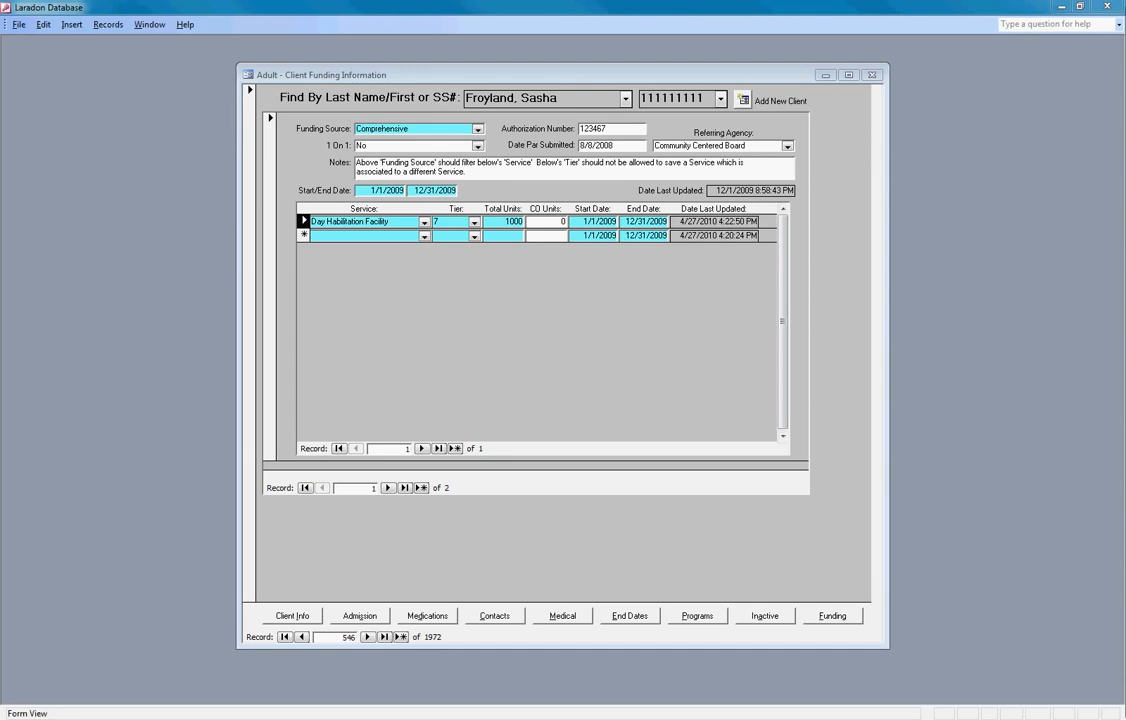 Laradon Database
File Edit Insert Records Window Help Type a question for help
Adult - Client Funding Information
Find By Last Name/First or SS#: Froyland, Sasha 111111111 Add New Client
Funding Source: Comprehensive Authorization Number: 123467 Referring Agency:
1 On 1: No Date Par Submitted: 8/8/2008 Community Centered Board
Notes: Above 'Funding Source' should filter below's 'Service' Below's 'Tier' should not be allowed to save a Service which is
associated to a different Service.
Start/End Date: 1/1/2009 12/31/2009 Date Last Updated: 12/1/2009 8:58:43 PM
Service: Tier: Total Units: CO Units: Start Date: End Date: Date Last Updated:
Day Habilitation Facility 7 1000 0 1/1/2009 12/31/2009 4/27/2010 4:22:50 PM
1/1/2009 12/31/2009 4/27/2010 4:20:24 PM
Record: 1 of 1
Record: 1 of 2
Client Info Admission Medications Contacts Medical End Dates Programs Inactive Funding
Record: 546 of 1972
Form View